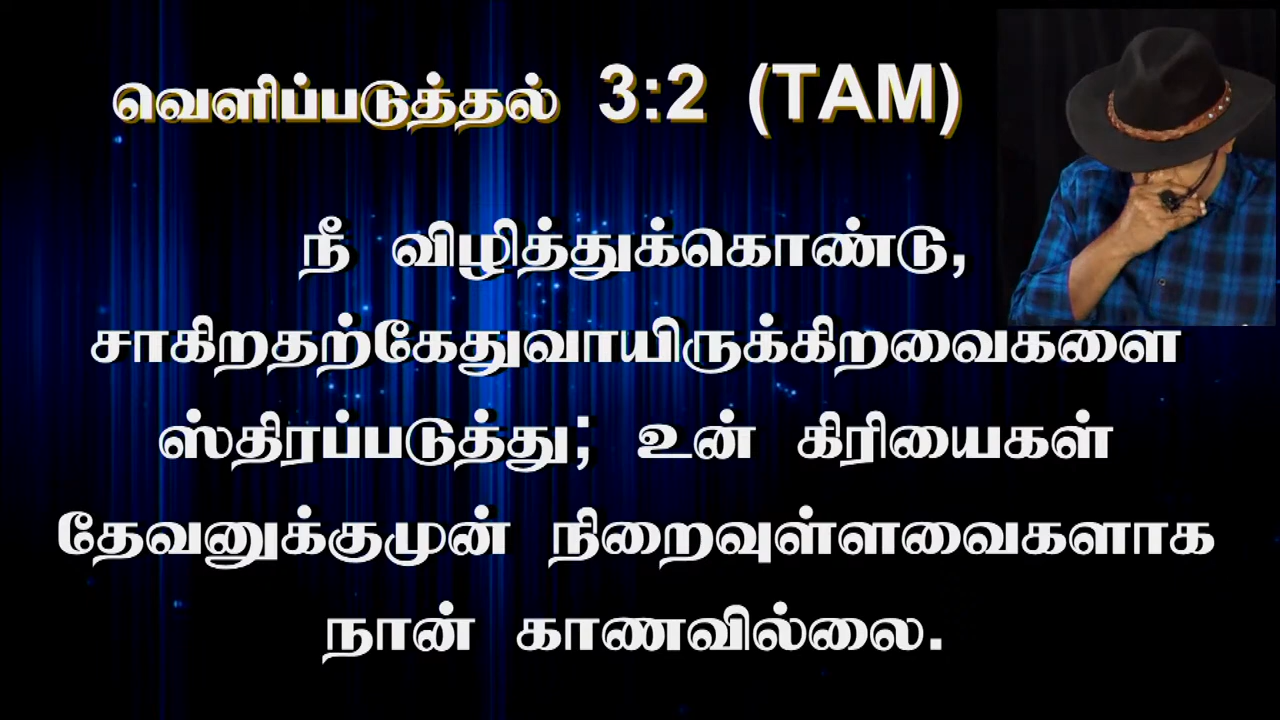 வெளிப்படுத்தல் 3:2 (TAM)
நீ விழித்துக்கொண்டு,
சாகிறதற்கேதுவாயிருக்கிறவைகளை
ஸ்திரப்படுத்து; உன் கிரியைகள்
தேவனுக்குமுன் நிறைவுள்ளவைகளாக
நான் காணவில்லை.